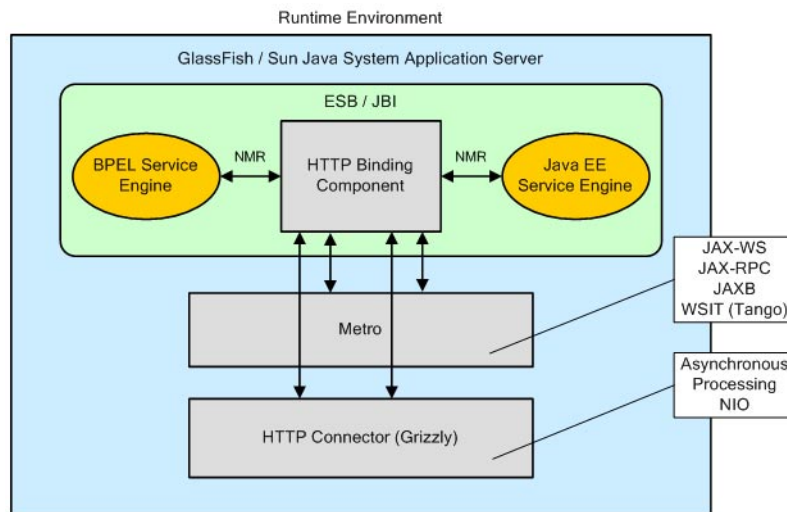 Runtime Environment
GlassFish / Sun Java System Application Server
ESB / JBI
BPEL Service
Engine
NMR
HTTP Binding
Component
NMR
Java EE
Service Engine
JAX-WS
JAX-RPC
JAXB
WSIT (Tango)
Metro
Asynchronous
Processing
NIO
HTTP Connector (Grizzly)